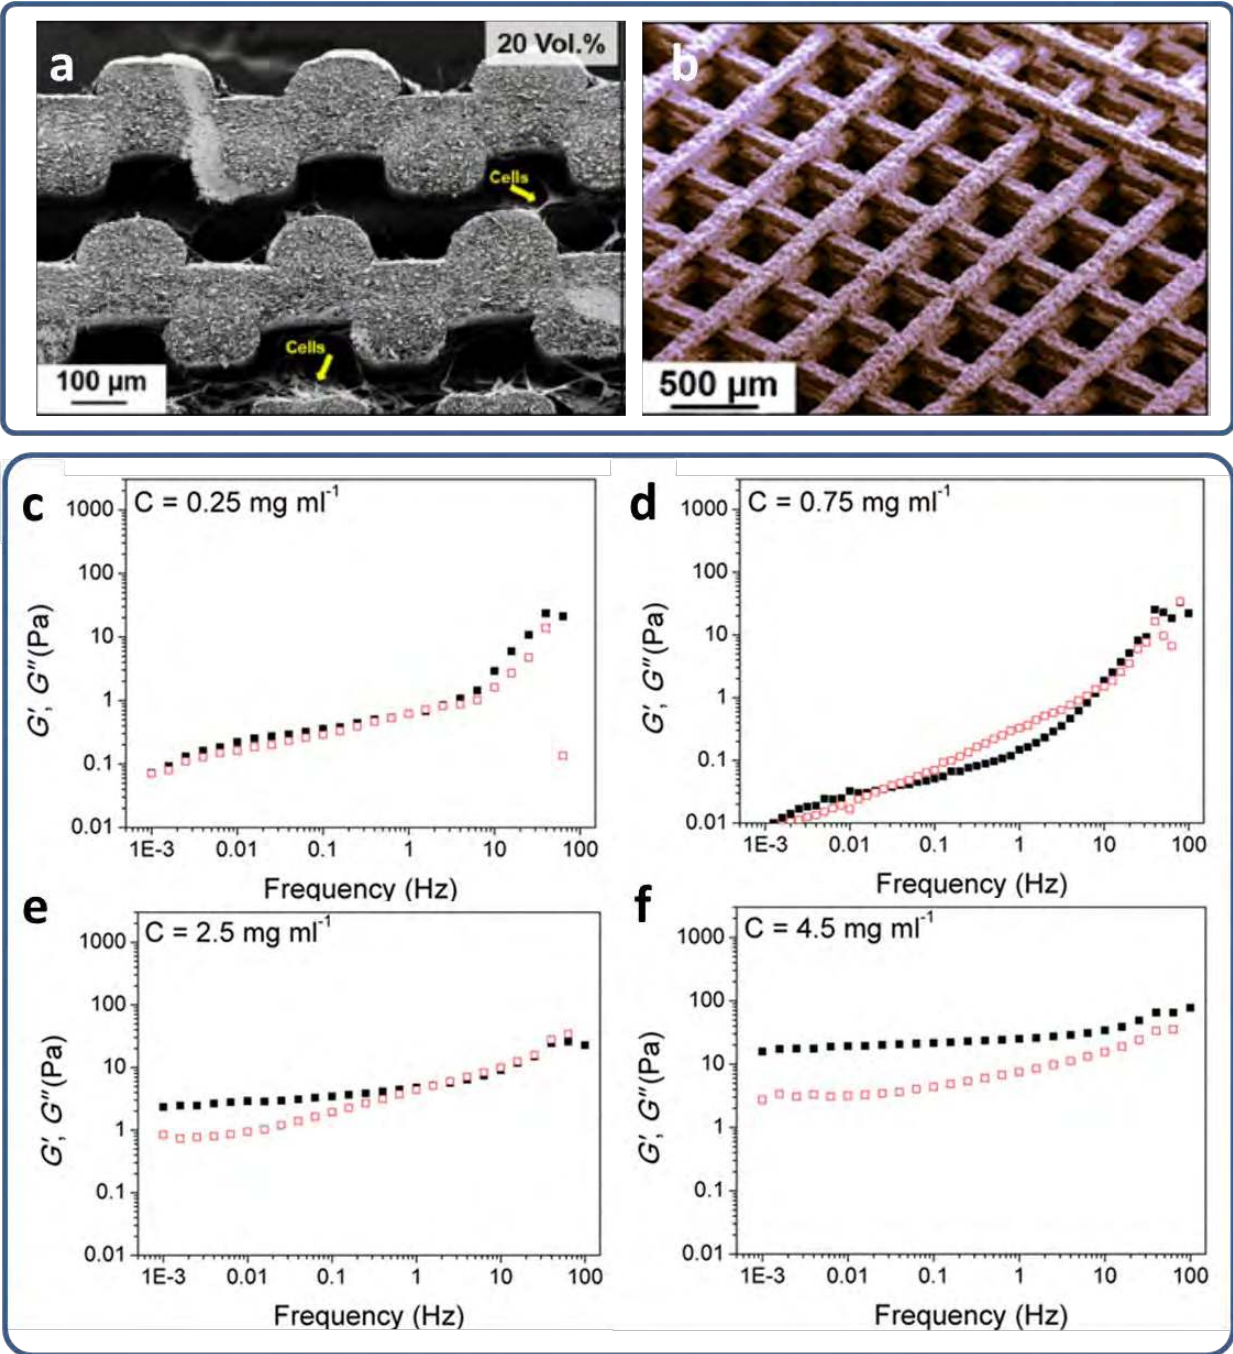 a
20 Vol.%
Cells
Cells
100 µm
b
500 µm
c
C = 0.25 mg ml⁻¹
G′, G″(Pa)
1000
100
10
1
0.1
0.01
1E-3 0.01 0.1 1 10 100
Frequency (Hz)
d
C = 0.75 mg ml⁻¹
G′, G″(Pa)
1000
100
10
1
0.1
0.01
1E-3 0.01 0.1 1 10 100
Frequency (Hz)
e
C = 2.5 mg ml⁻¹
G′, G″(Pa)
1000
100
10
1
0.1
0.01
1E-3 0.01 0.1 1 10 100
Frequency (Hz)
f
C = 4.5 mg ml⁻¹
G′, G″(Pa)
1000
100
10
1
0.1
0.01
1E-3 0.01 0.1 1 10 100
Frequency (Hz)